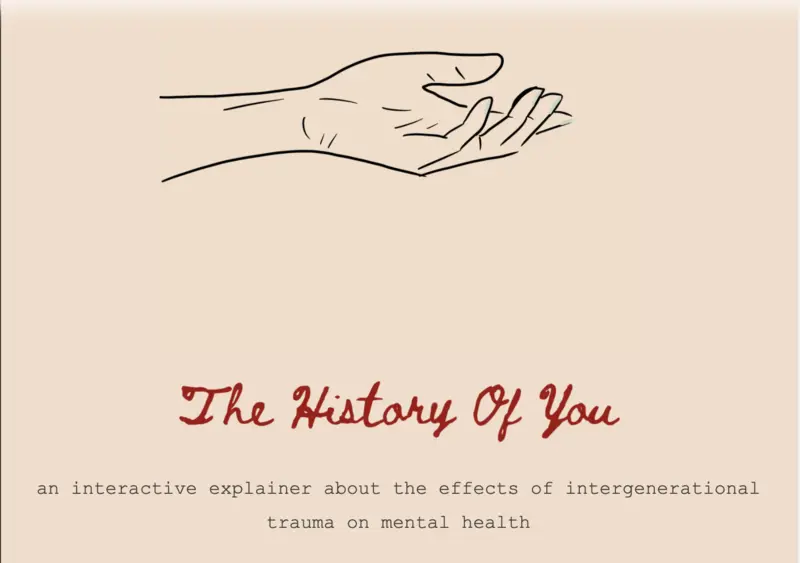 The History Of You
an interactive explainer about the effects of intergenerational
trauma on mental health